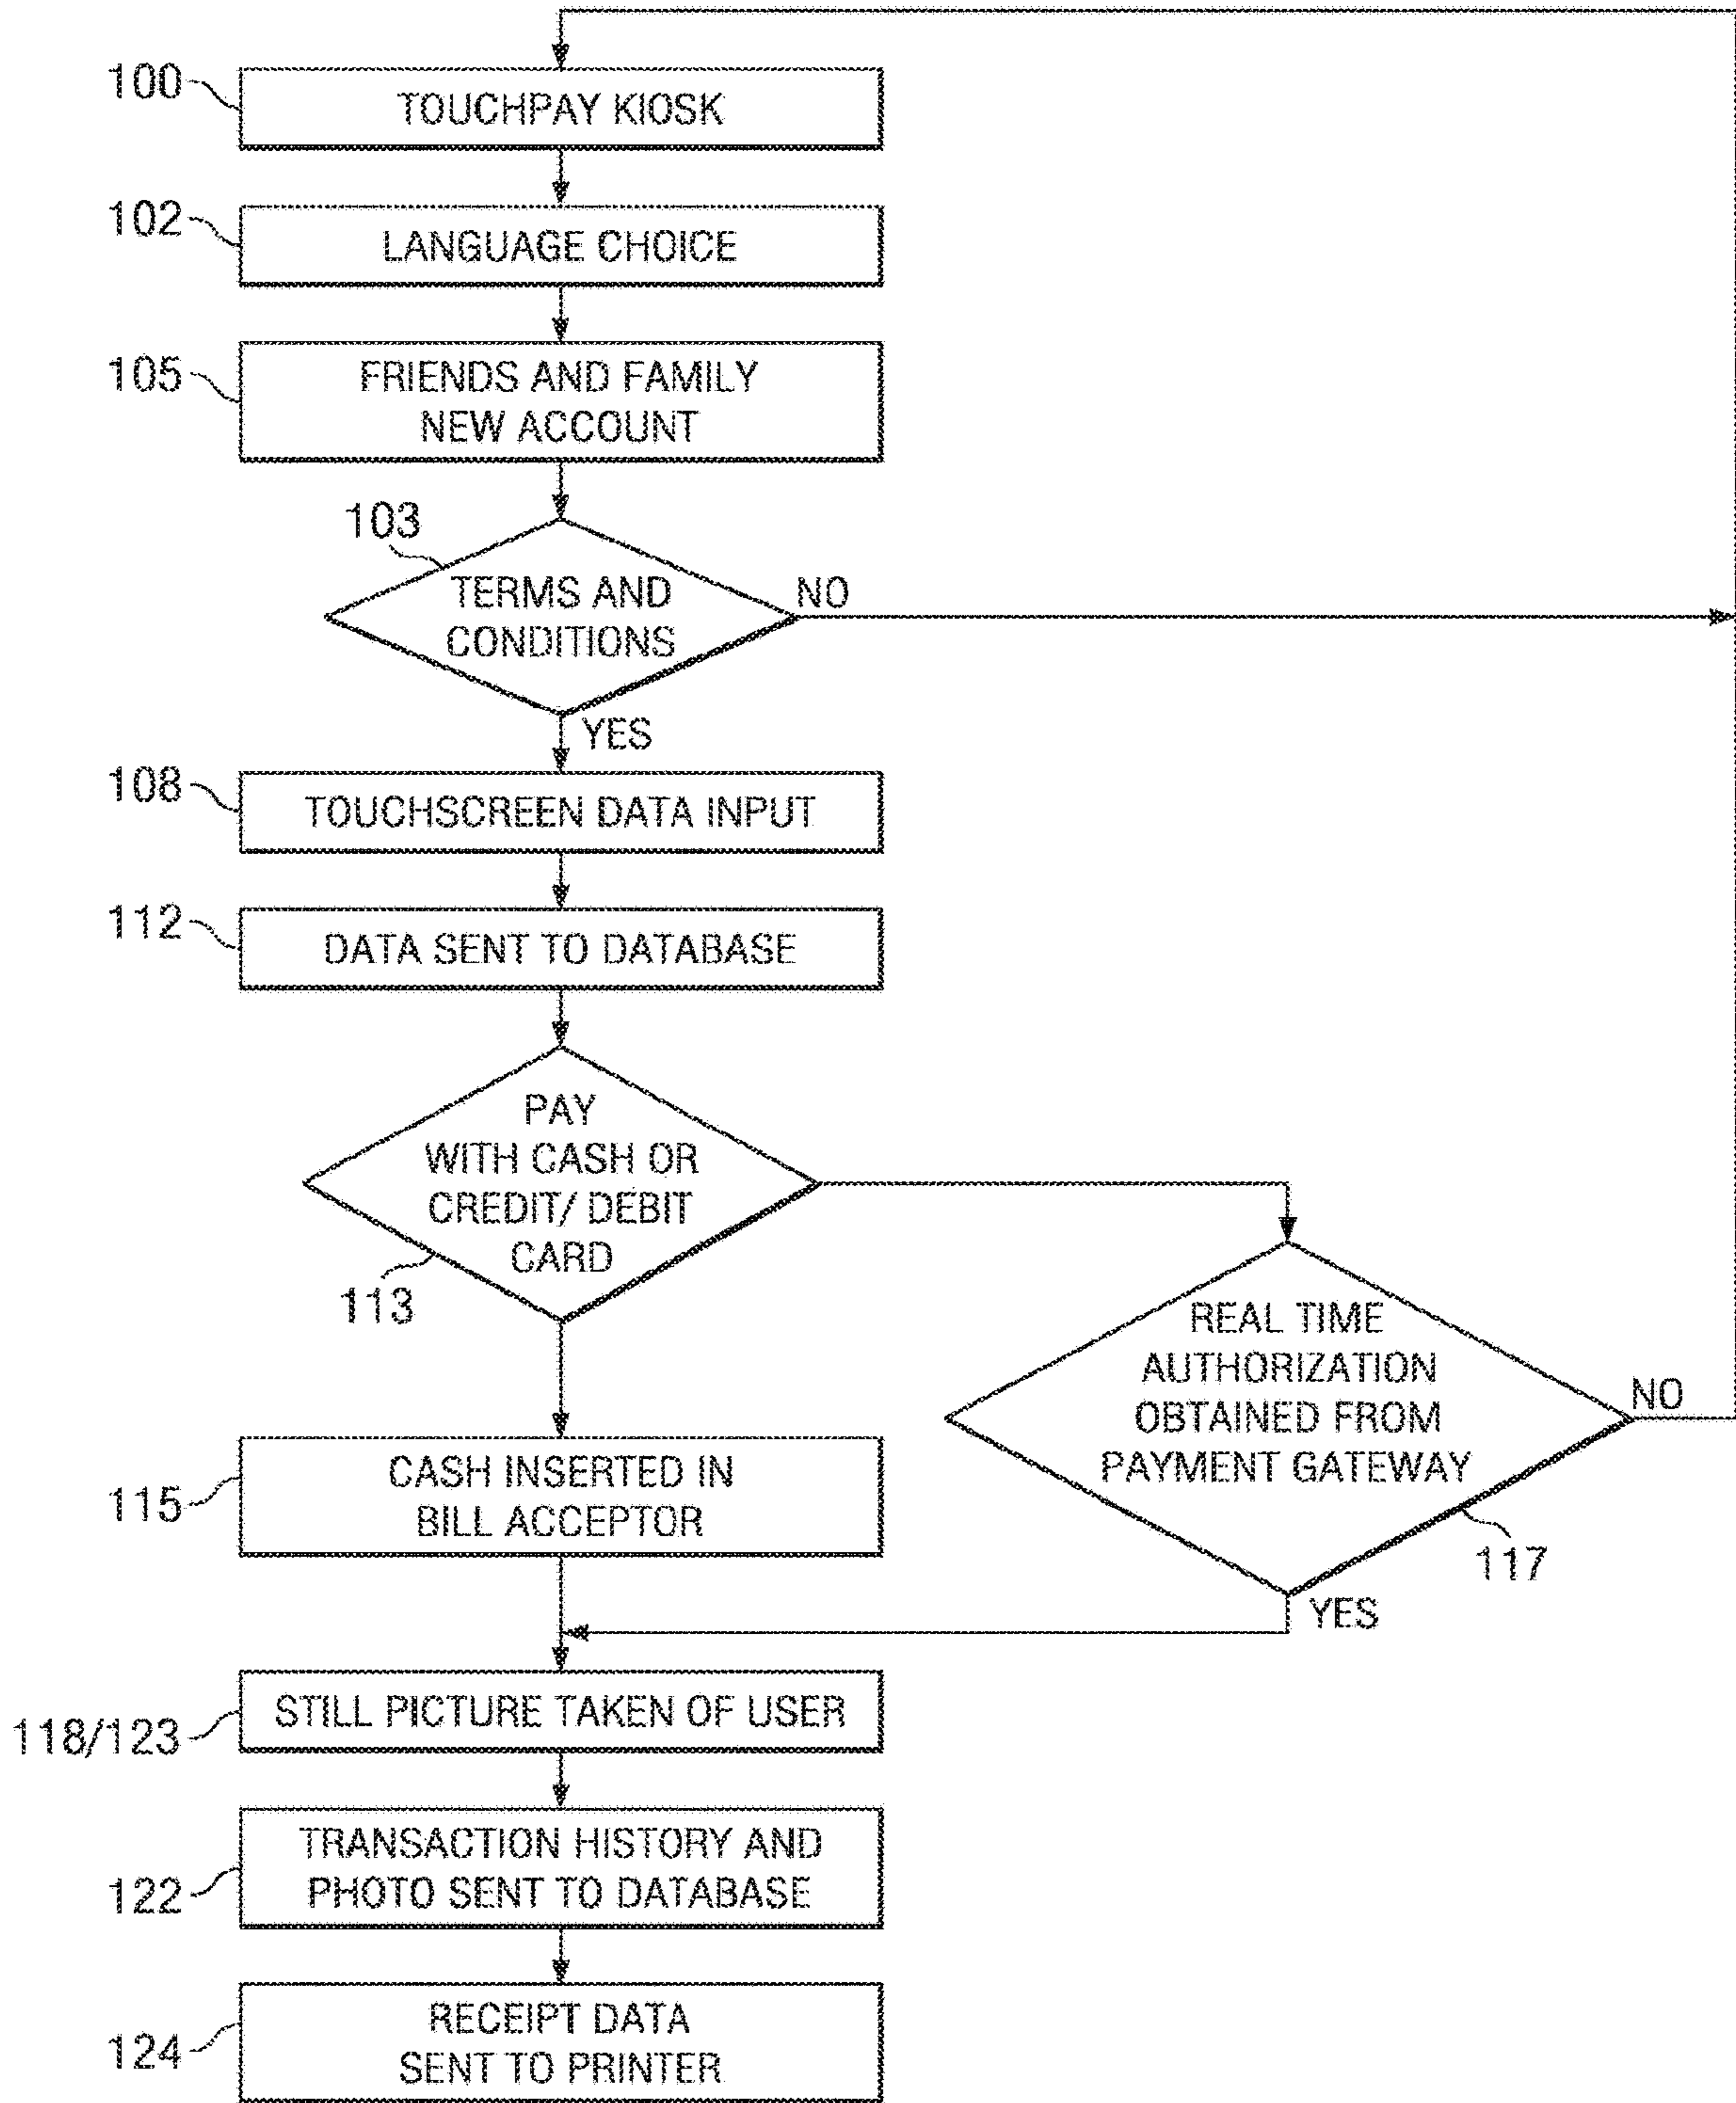 100
TOUCHPAY KIOSK
102
LANGUAGE CHOICE
105
FRIENDS AND FAMILY
NEW ACCOUNT
103
TERMS AND
CONDITIONS
NO
YES
108
TOUCHSCREEN DATA INPUT
112
DATA SENT TO DATABASE
PAY
WITH CASH OR
CREDIT/ DEBIT
CARD
113
REAL TIME
AUTHORIZATION
OBTAINED FROM
PAYMENT GATEWAY
NO
117
YES
115
CASH INSERTED IN
BILL ACCEPTOR
118/123
STILL PICTURE TAKEN OF USER
122
TRANSACTION HISTORY AND
PHOTO SENT TO DATABASE
124
RECEIPT DATA
SENT TO PRINTER